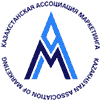 КАЗАХСТАНСКАЯ АССОЦИАЦИЯ МАРКЕТИНГА
KAZAKHSTAN ASSOCIATION OF MARKETING